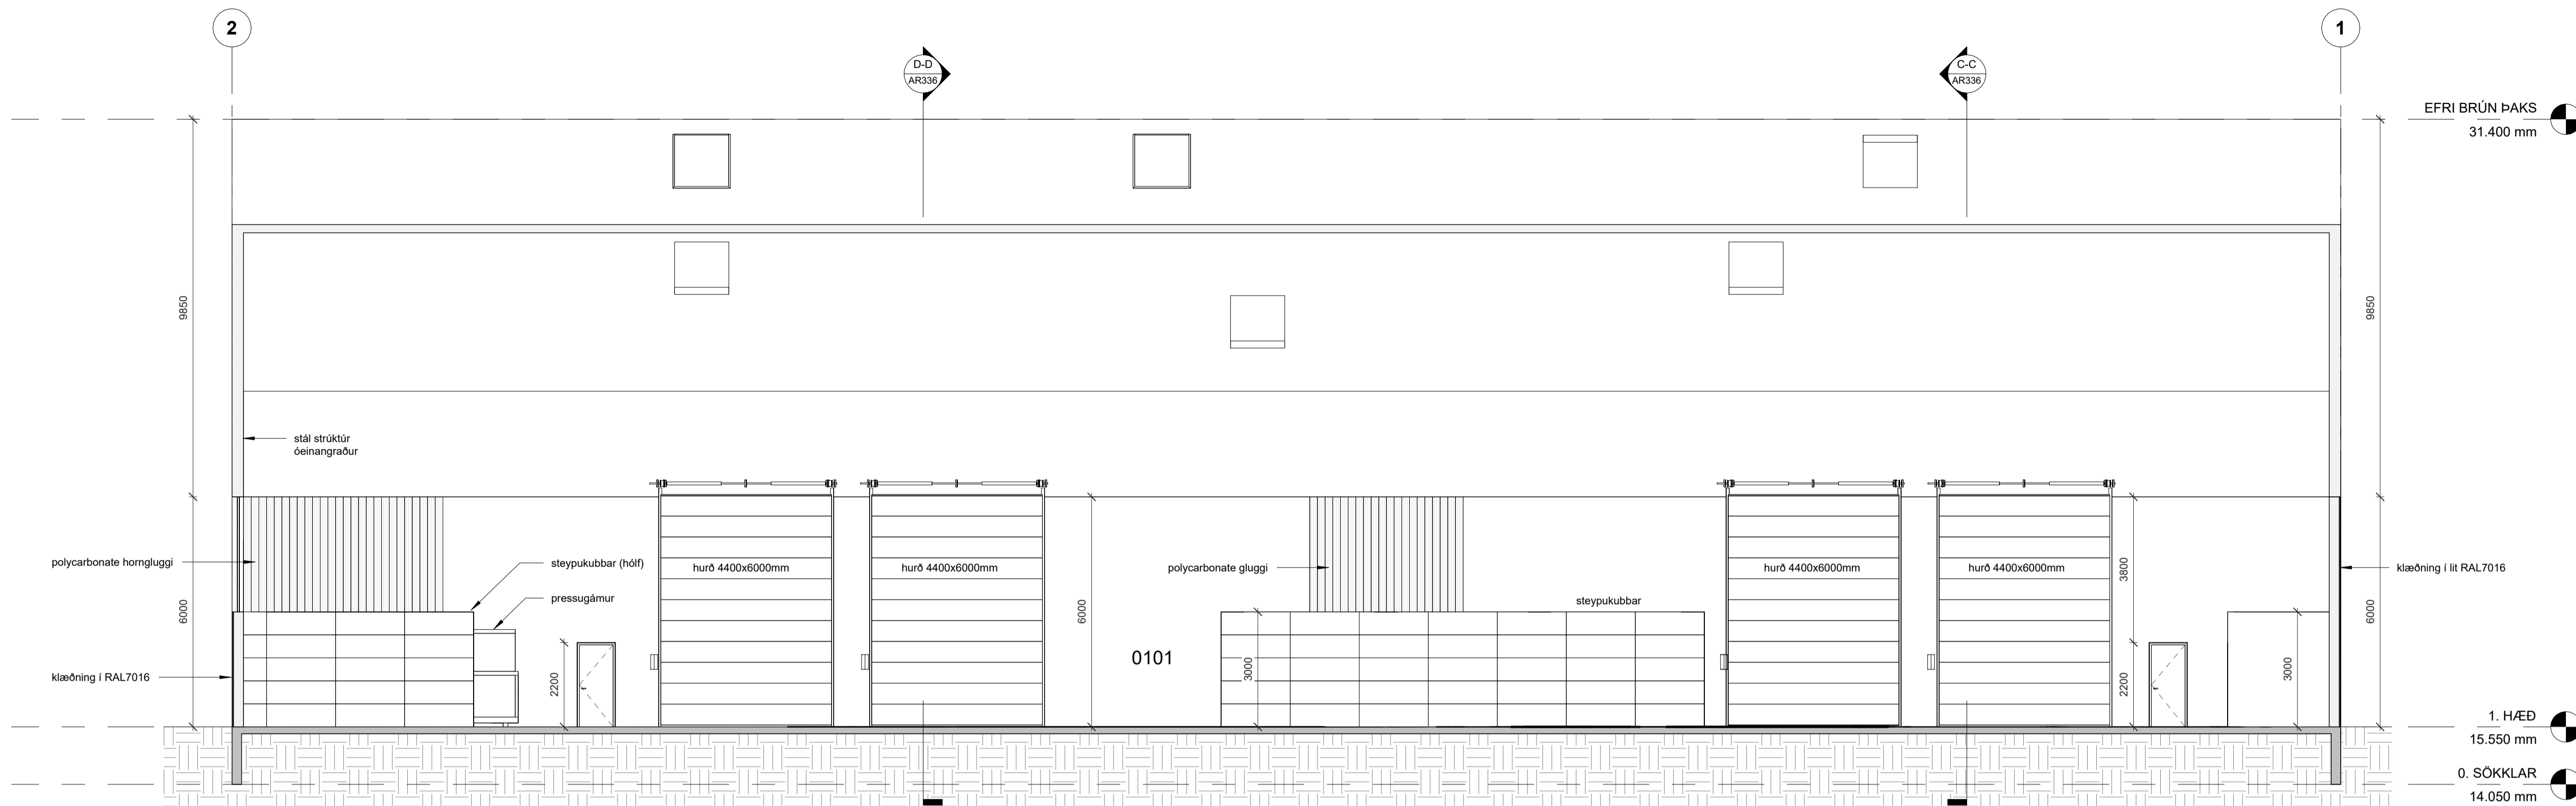 2
1
D-D
AR336
C-C
AR336
EFRI BRÚN ÞAKS
31.400 mm
9850
9850
stál strúktúr
óeinangraður
polycarbonate horngluggi
steypukubbar (hólf)
hurð 4400x6000mm
hurð 4400x6000mm
polycarbonate gluggi
hurð 4400x6000mm
hurð 4400x6000mm
3800
klæðning í lit RAL7016
pressugámur
steypukubbar
6000
6000
6000
0101
klæðning í RAL7016
2200
3000
2200
3000
1. HÆÐ
15.550 mm
0. SÖKKLAR
14.050 mm